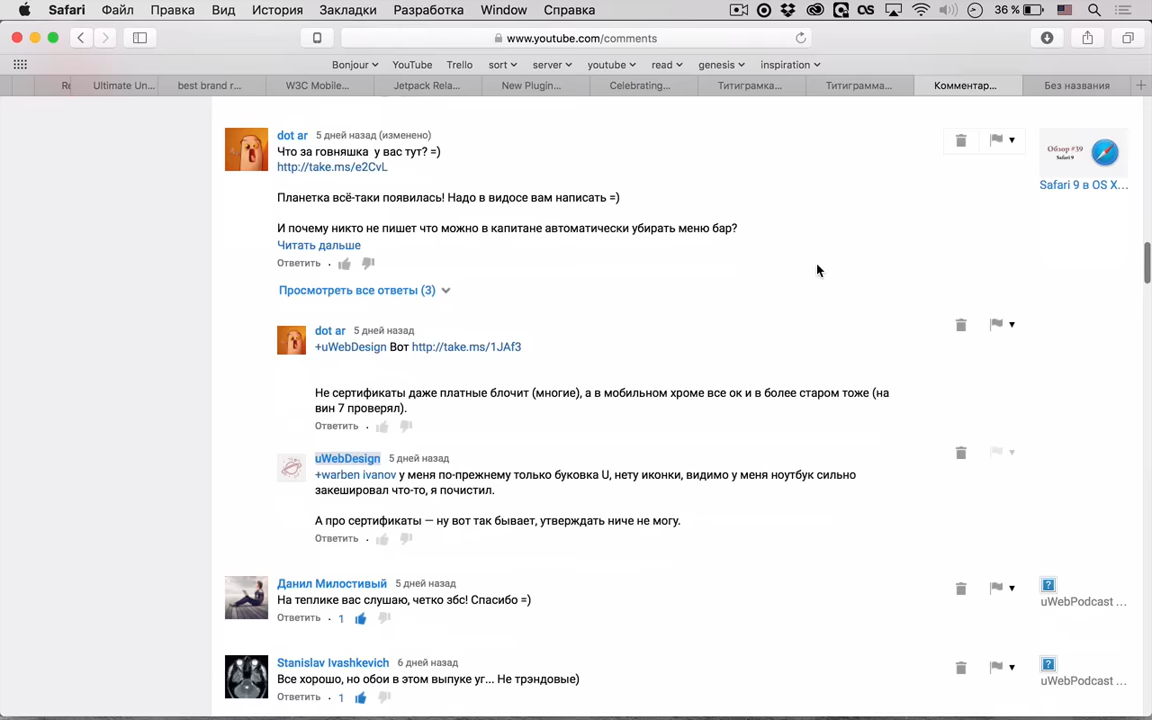 Safari Файл Правка Вид История Закладки Разработка Window Справка 36 %
www.youtube.com/comments
Bonjour YouTube Trello sort server youtube read genesis inspiration
Re Ultimate Un... best brand r... W3C Mobile... Jetpack Rela... New Plugin... Celebrating... Титиграмка... Титиграмма... Комментар... Без названия
dot ar 5 дней назад (изменено)
Что за говняшка у вас тут? =)
http://take.ms/e2CvL
Обзор #39
Safari 9
Safari 9 в OS X...
Планетка всё-таки появилась! Надо в видосе вам написать =)
И почему никто не пишет что можно в капитане автоматически убирать меню бар?
Читать дальше
Ответить
Просмотреть все ответы (3)
dot ar 5 дней назад
+uWebDesign Вот http://take.ms/1JAf3
Не сертификаты даже платные блочит (многие), а в мобильном хроме все ок и в более старом тоже (на
вин 7 проверял).
Ответить
uWebDesign 5 дней назад
+warben ivanov у меня по-прежнему только буковка U, нету иконки, видимо у меня ноутбук сильно
закешировал что-то, я почистил.
А про сертификаты — ну вот так бывает, утверждать ниче не могу.
Ответить
Данил Милостивый 5 дней назад
На теплике вас слушаю, четко збс! Спасибо =)
Ответить 1
uWebPodcast ...
Stanislav Ivashkevich 6 дней назад
Все хорошо, но обои в этом выпуке уг... Не трэндовые)
Ответить 1
uWebPodcast ...